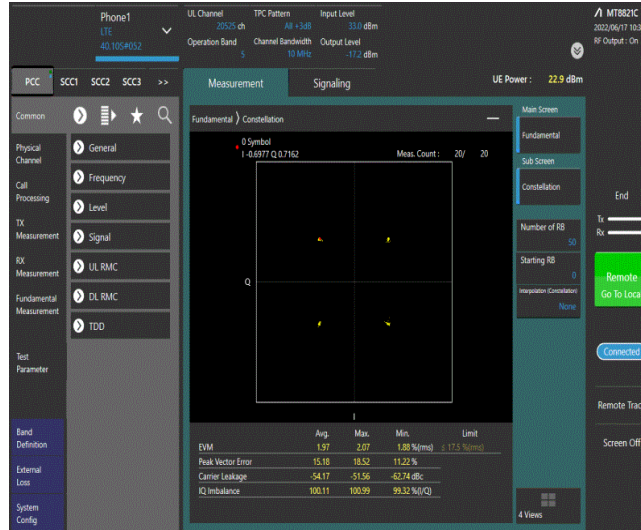 Phone1
LTE
40.105#052
UL Channel TPC Pattern Input Level
20525 ch All +3dB 33.0 dBm
Operation Band Channel Bandwidth Output Level
5 10 MHz -17.2 dBm
MT8821C
2022/06/17 10:3
RF Output : On
PCC SCC1 SCC2 SCC3 >>
Measurement Signaling UE Power : 22.9 dBm
Common
Physical
Channel
Call
Processing
TX
Measurement
RX
Measurement
Fundamental
Measurement
Test
Parameter
Band
Definition
External
Loss
System
Config
General
Frequency
Level
Signal
UL RMC
DL RMC
TDD
Fundamental Constellation
0 Symbol
I -0.6977 Q 0.7162 Meas. Count : 20/ 20
Q
I
Avg. Max. Min. Limit
EVM 1.97 2.07 1.88 %(rms) ≤ 17.5 %(rms)
Peak Vector Error 15.18 18.52 11.22 %
Carrier Leakage -54.17 -51.56 -62.74 dBc
IQ Imbalance 100.11 100.99 99.32 %(I/Q)
Main Screen
Fundamental
Sub Screen
Constellation
Number of RB
50
Starting RB
0
Interpolation (Constellation)
None
4 Views
End
Tx
Rx
Remote
Go To Loca
Connected
Remote Trac
Screen Off